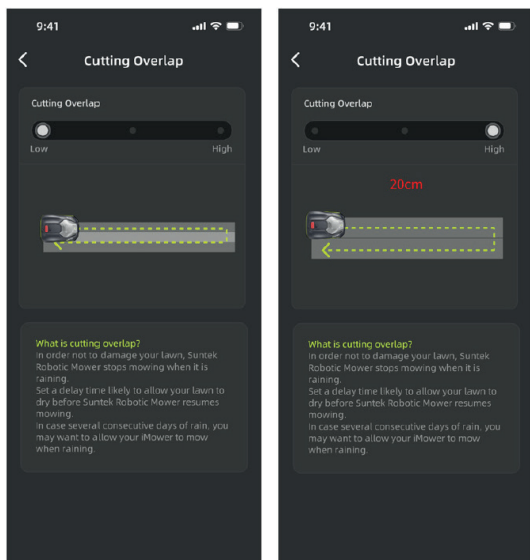 9:41
Cutting Overlap
Cutting Overlap
Low High
What is cutting overlap?
In order not to damage your lawn, Suntek
Robotic Mower stops mowing when it is
raining.
Set a delay time likely to allow your lawn to
dry before Suntek Robotic Mower resumes
mowing.
In case several consecutive days of rain, you
may want to allow your iMower to mow
when raining.
9:41
Cutting Overlap
Cutting Overlap
Low High
20cm
What is cutting overlap?
In order not to damage your lawn, Suntek
Robotic Mower stops mowing when it is
raining.
Set a delay time likely to allow your lawn to
dry before Suntek Robotic Mower resumes
mowing.
In case several consecutive days of rain, you
may want to allow your iMower to mow
when raining.